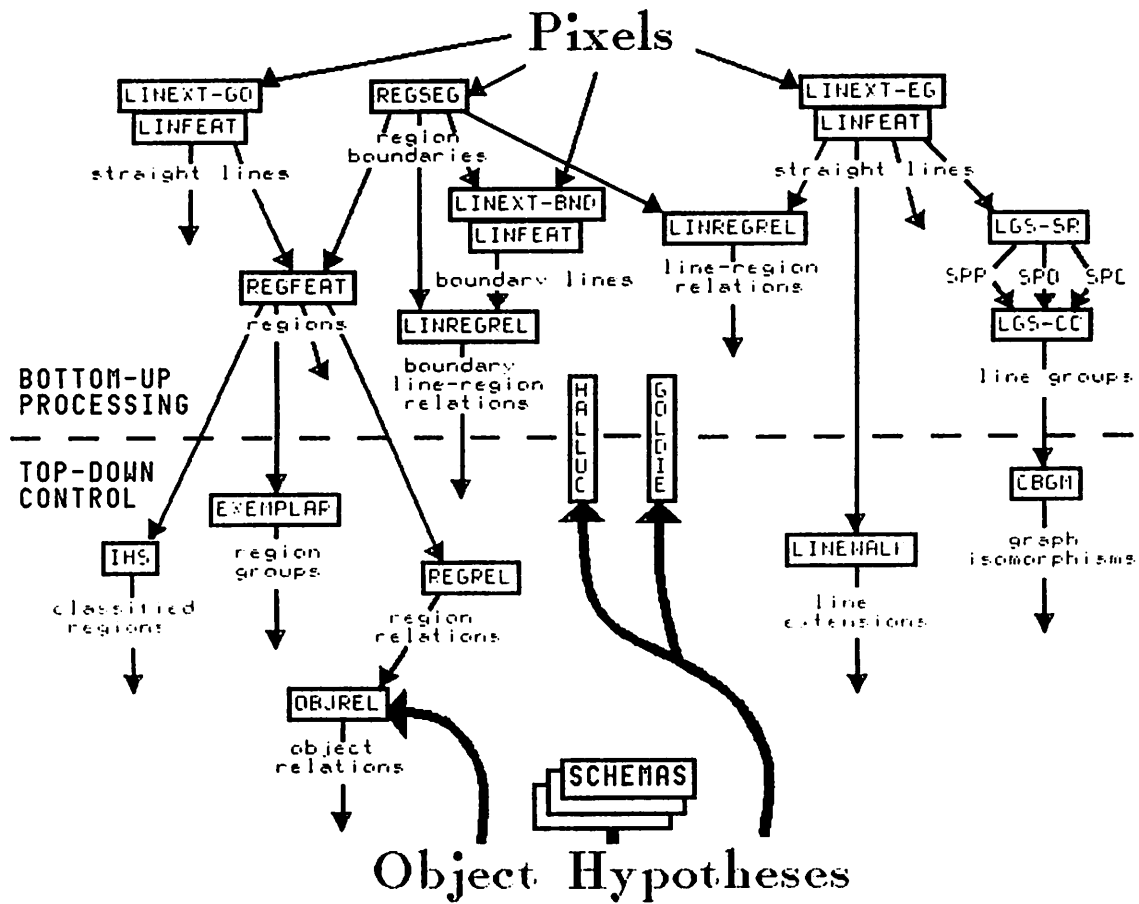 Pixels
LINEXT-GO
LINFEAT
straight lines
REGSEG
region
boundaries
LINEXT-EG
LINFEAT
straight lines
LINEXT-BND
LINFEAT
boundary lines
LINREGREL
line-region
relations
LGS-SR
SPP
SPO
SPC
LGS-CC
line groups
REGFEAT
regions
LINREGREL
boundary
line-region
relations
BOTTOM-UP
PROCESSING
HALLUC
GOLDIE
TOP-DOWN
CONTROL
EXEMPLAR
region
groups
CBGM
graph
isomorphisms
IHS
classified
regions
REGREL
region
relations
LINEWALK
line
extensions
OBJREL
object
relations
SCHEMAS
Object Hypotheses